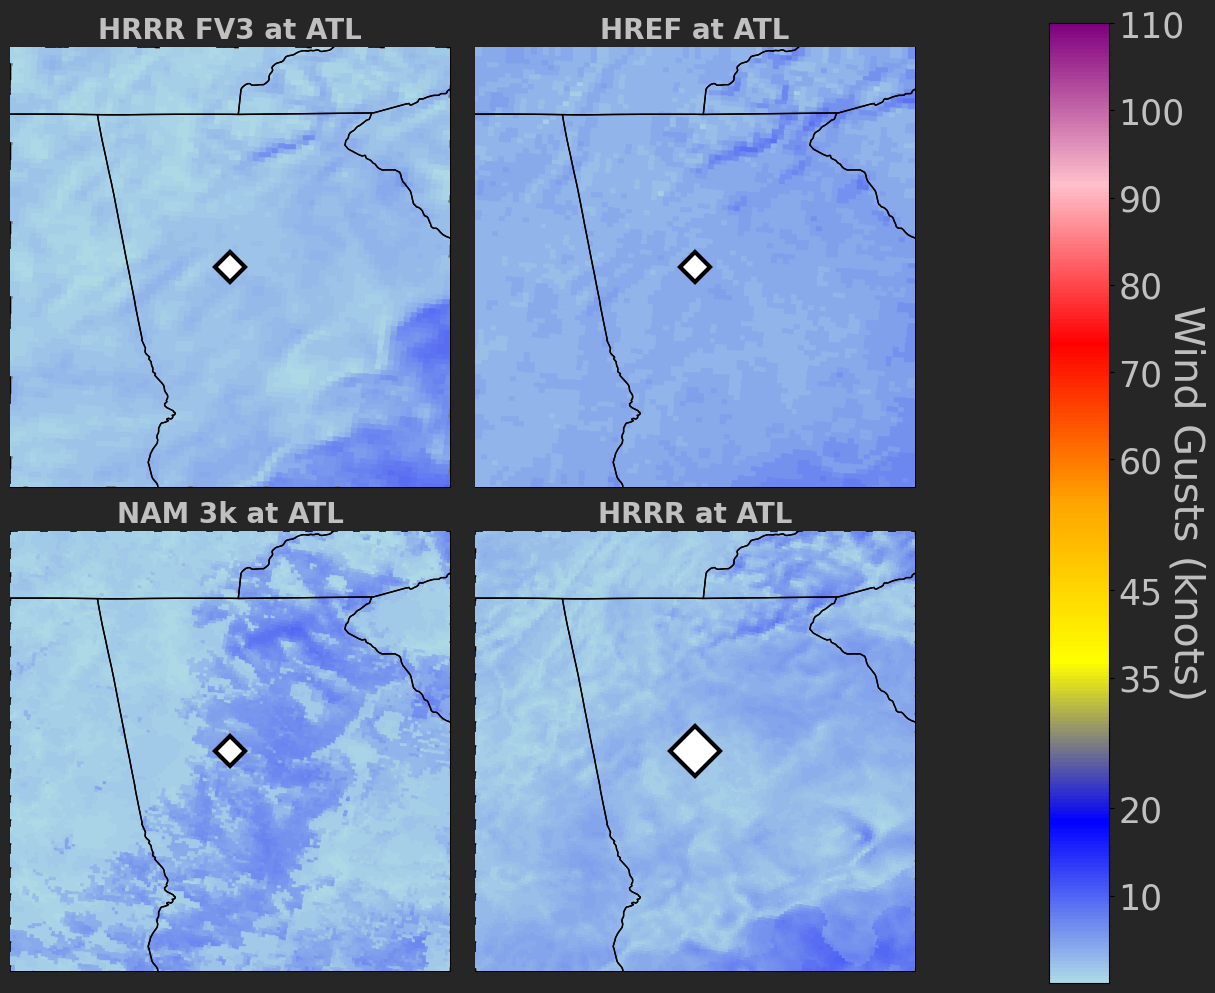 HRRR FV3 at ATL
HREF at ATL
NAM 3k at ATL
HRRR at ATL
110
100
90
80
70
60
45
35
20
10
Wind Gusts (knots)